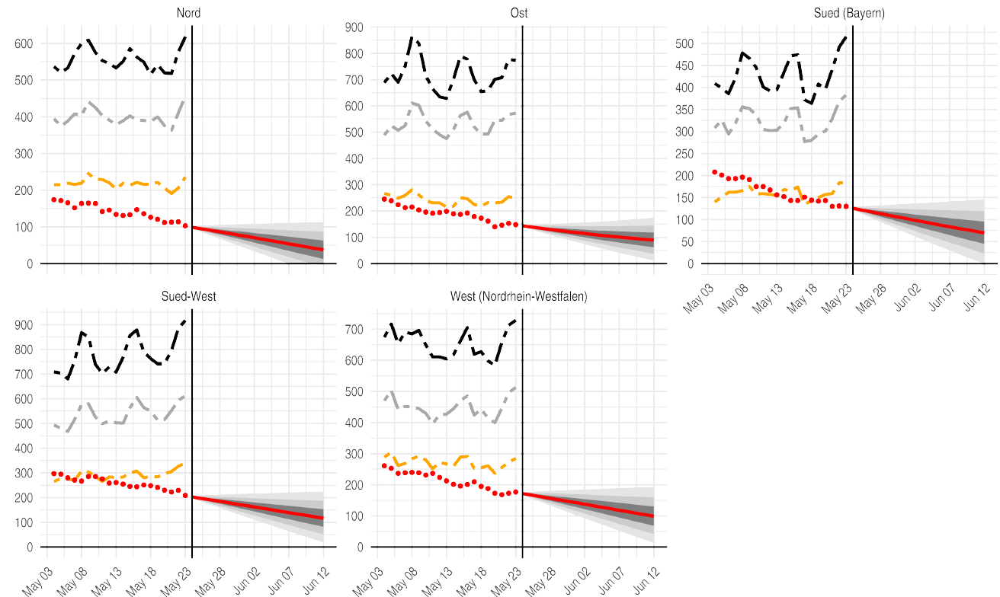 Nord
600
500
400
300
200
100
0
Ost
900
800
700
600
500
400
300
200
100
0
Sued (Bayern)
500
450
400
350
300
250
200
150
100
50
0
May 03
May 08
May 13
May 18
May 23
May 28
Jun 02
Jun 07
Jun 12
Sued-West
900
800
700
600
500
400
300
200
100
0
May 03
May 08
May 13
May 18
May 23
May 28
Jun 02
Jun 07
Jun 12
West (Nordrhein-Westfalen)
700
600
500
400
300
200
100
0
May 03
May 08
May 13
May 18
May 23
May 28
Jun 02
Jun 07
Jun 12